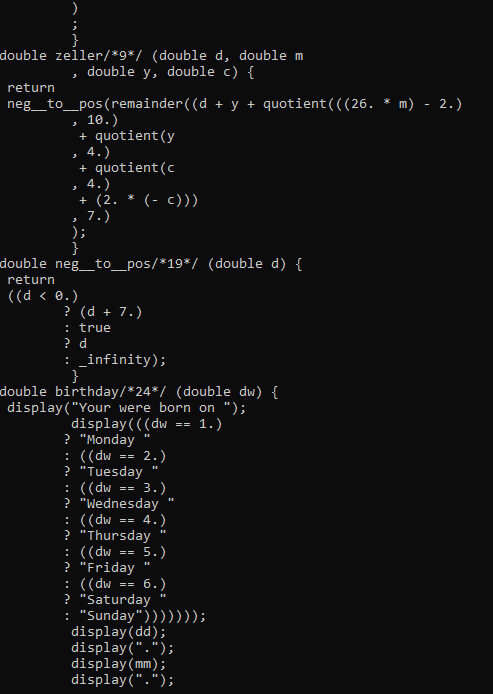 )
;
}
double zeller/*9*/ (double d, double m
, double y, double c) {
return
neg__to__pos(remainder((d + y + quotient(((26. * m) - 2.)
, 10.)
+ quotient(y
, 4.)
+ quotient(c
, 4.)
+ (2. * (- c)))
, 7.)
);
}
double neg__to__pos/*19*/ (double d) {
return
((d < 0.)
? (d + 7.)
: true
? d
: _infinity);
}
double birthday/*24*/ (double dw) {
display("Your were born on ");
display(((dw == 1.)
? "Monday "
: ((dw == 2.)
? "Tuesday "
: ((dw == 3.)
? "Wednesday "
: ((dw == 4.)
? "Thursday "
: ((dw == 5.)
? "Friday "
: ((dw == 6.)
? "Saturday "
: "Sunday")))))));
display(dd);
display(".");
display(mm);
display(".");